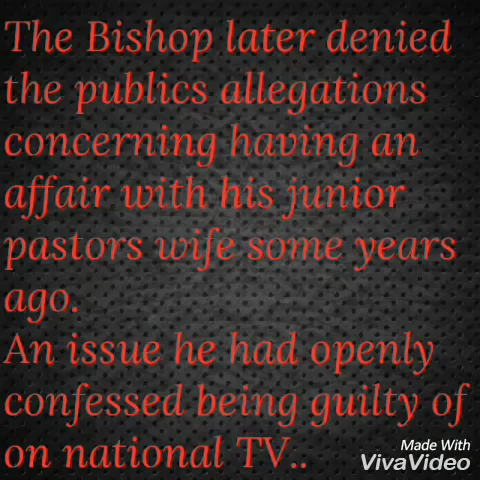 The Bishop later denied
the publics allegations
concerning having an
affair with his junior
pastors wife some years
ago.
An issue he had openly
confessed being guilty of
on national TV..
Made With
VivaVideo